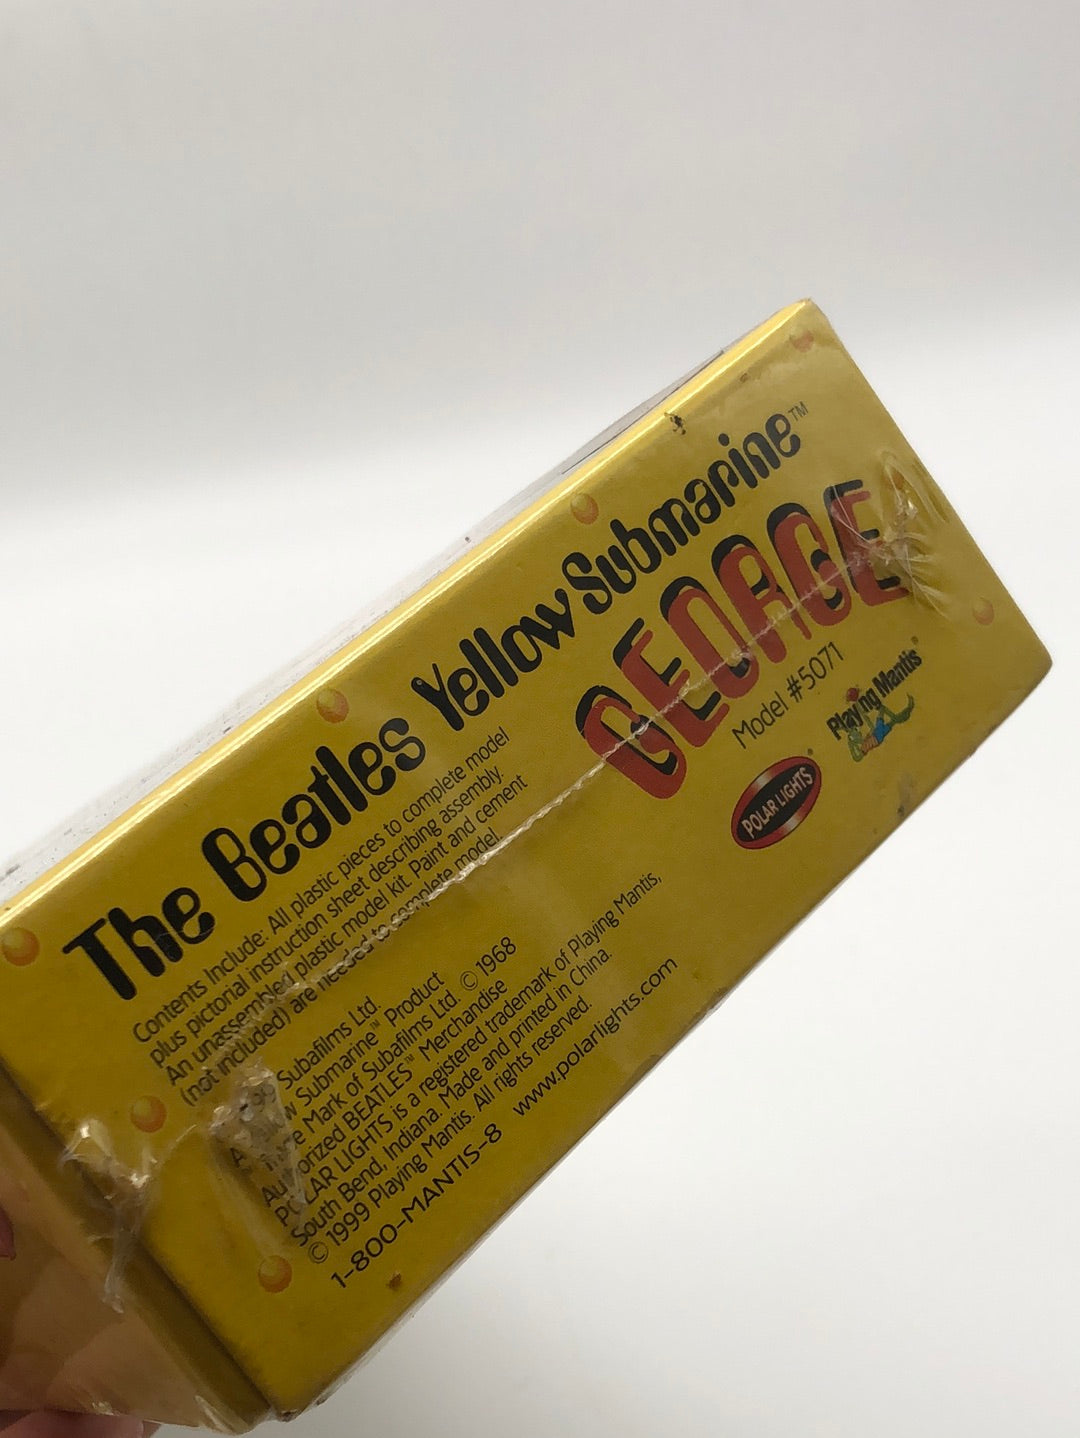 The Beatles Yellow Submarine™
GEORGE
Model #5071
Contents Include: All plastic pieces to complete model
plus pictorial instruction sheet describing assembly.
An unassembled plastic model kit. Paint and cement
(not included) are needed to complete model.
POLAR LIGHTS®
Playing Mantis®
Subafilms Ltd.
Submarine™ Product
Mark of Subafilms Ltd. © 1968
Authorized BEATLES™ Merchandise
POLAR LIGHTS is a registered trademark of Playing Mantis,
South Bend, Indiana. Made and printed in China.
© 1999 Playing Mantis. All rights reserved.
1-800-MANTIS-8 www.polarlights.com